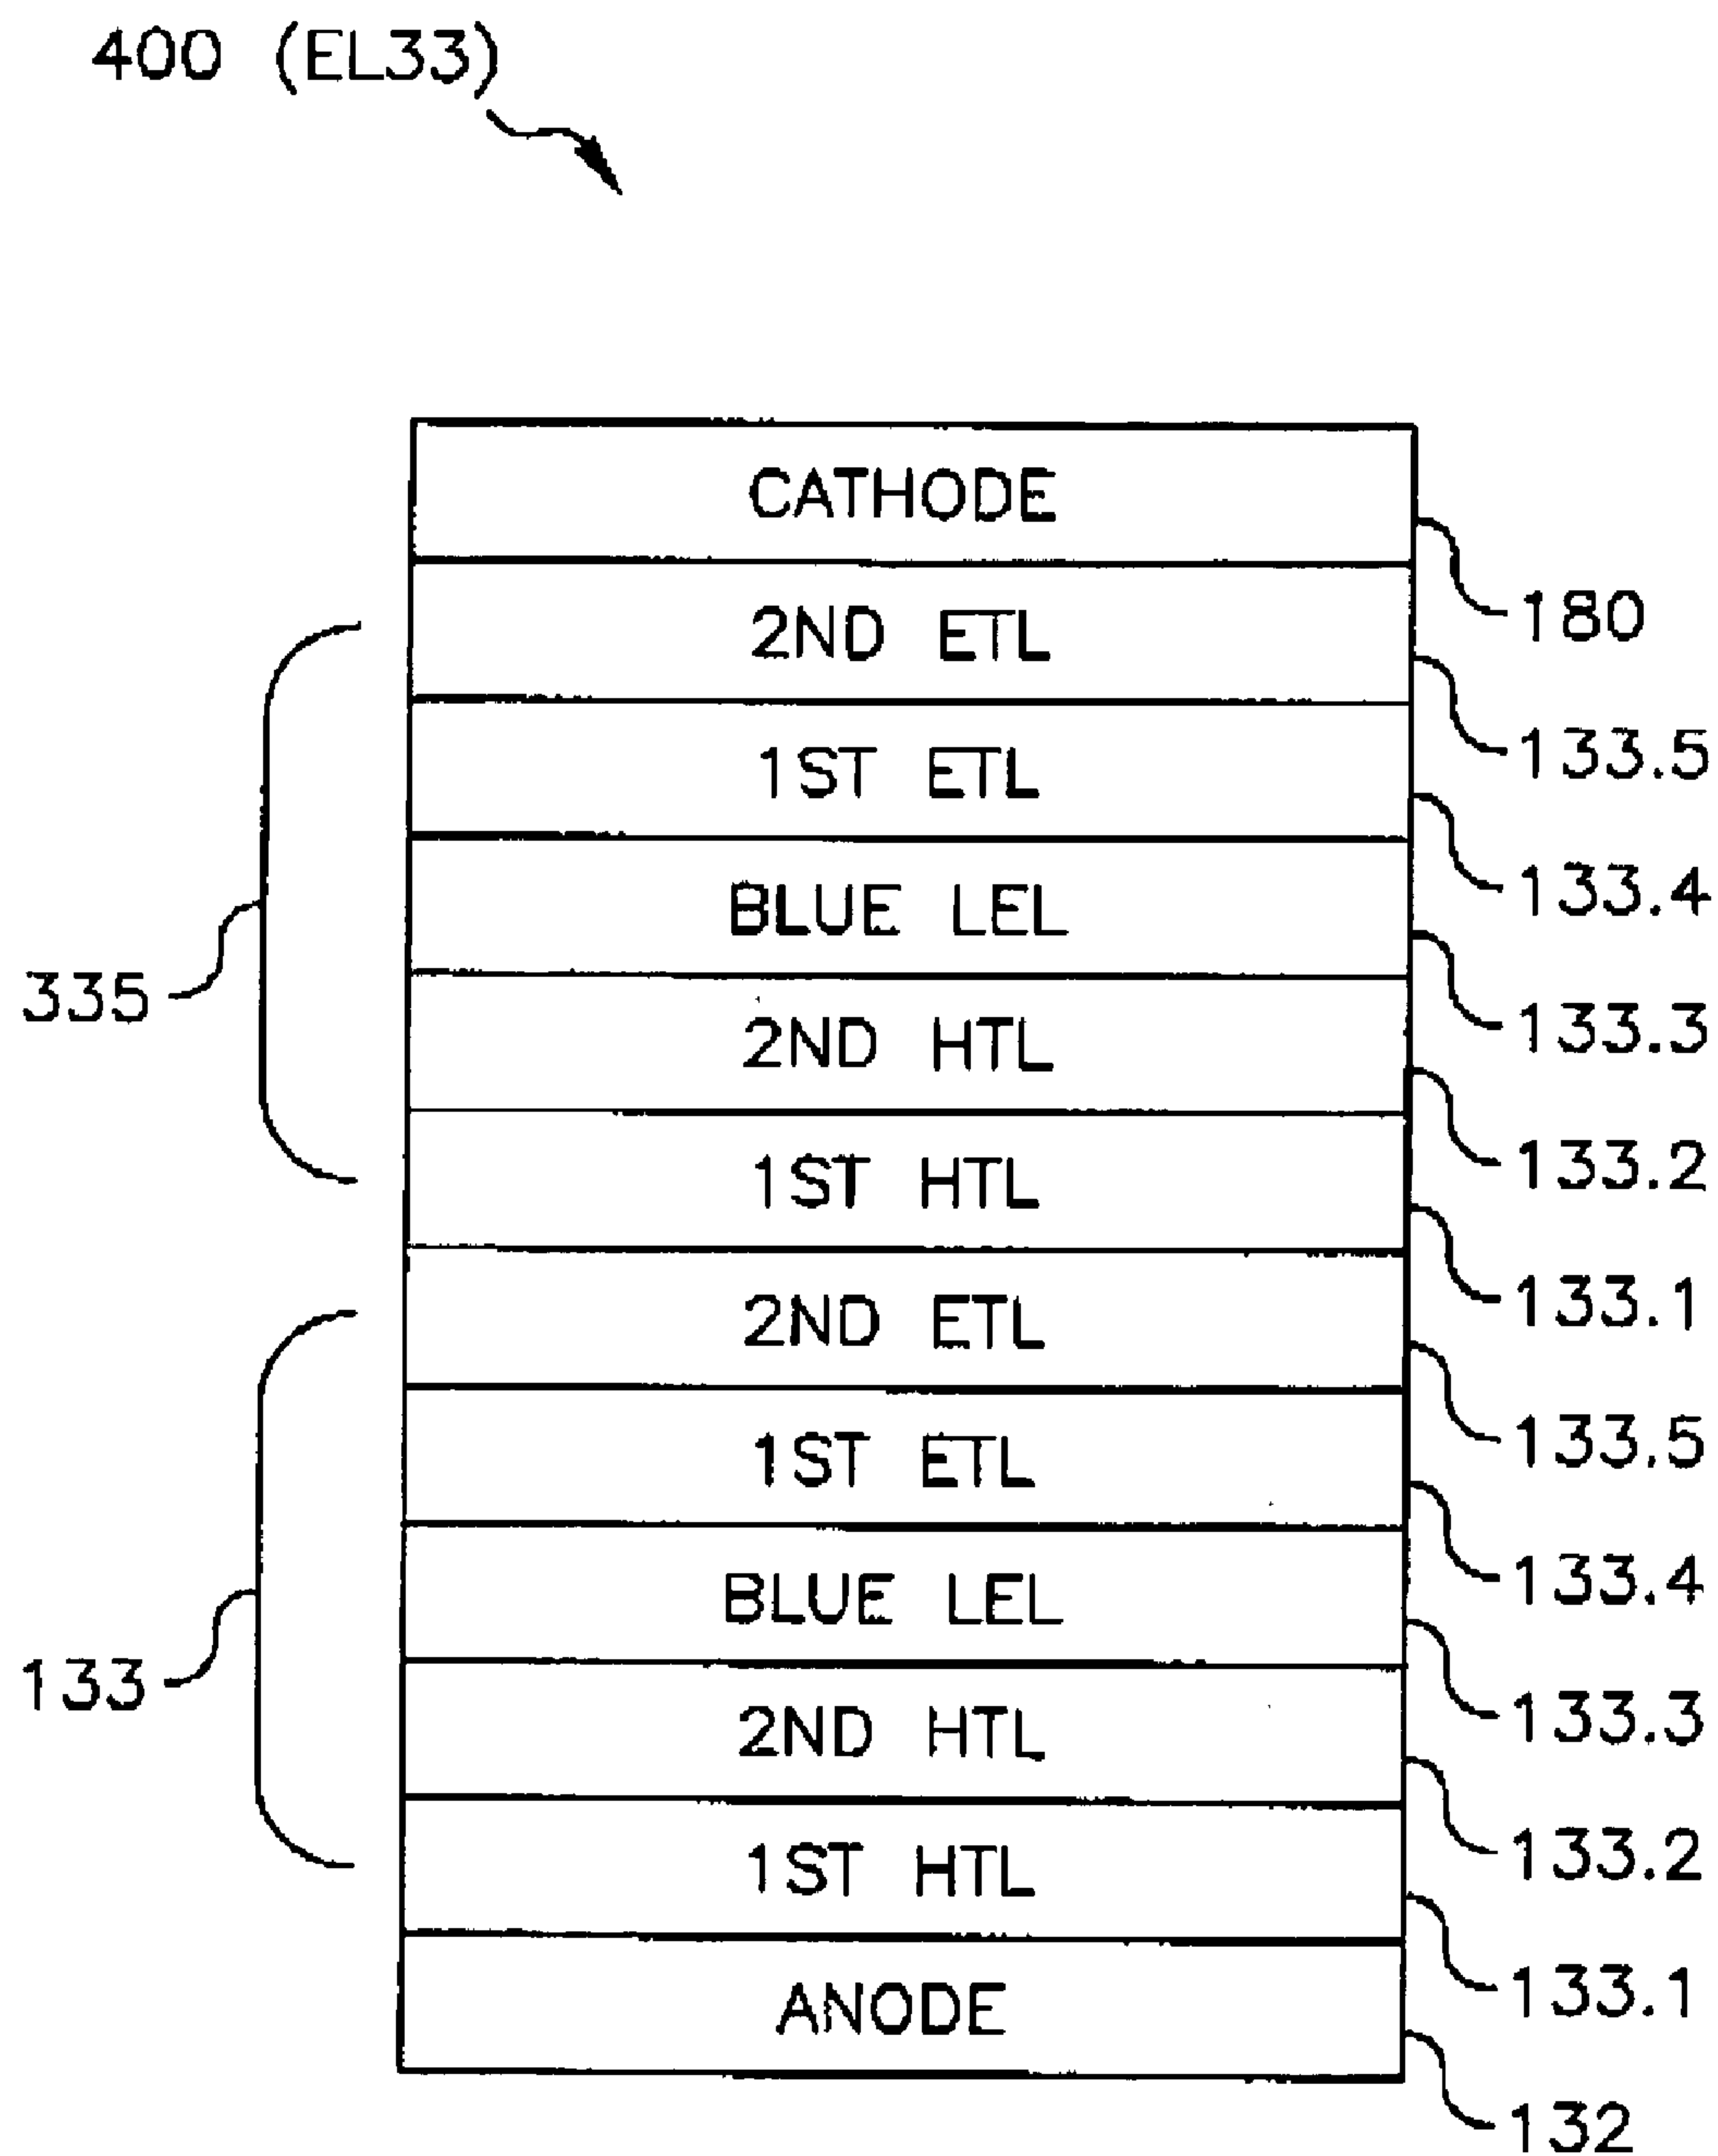 400 (EL33)
CATHODE
180
2ND ETL
133.5
1ST ETL
133.4
BLUE LEL
133.3
335
2ND HTL
133.2
1ST HTL
133.1
2ND ETL
133.5
1ST ETL
133.4
BLUE LEL
133.3
133
2ND HTL
133.2
1ST HTL
133.1
ANODE
132